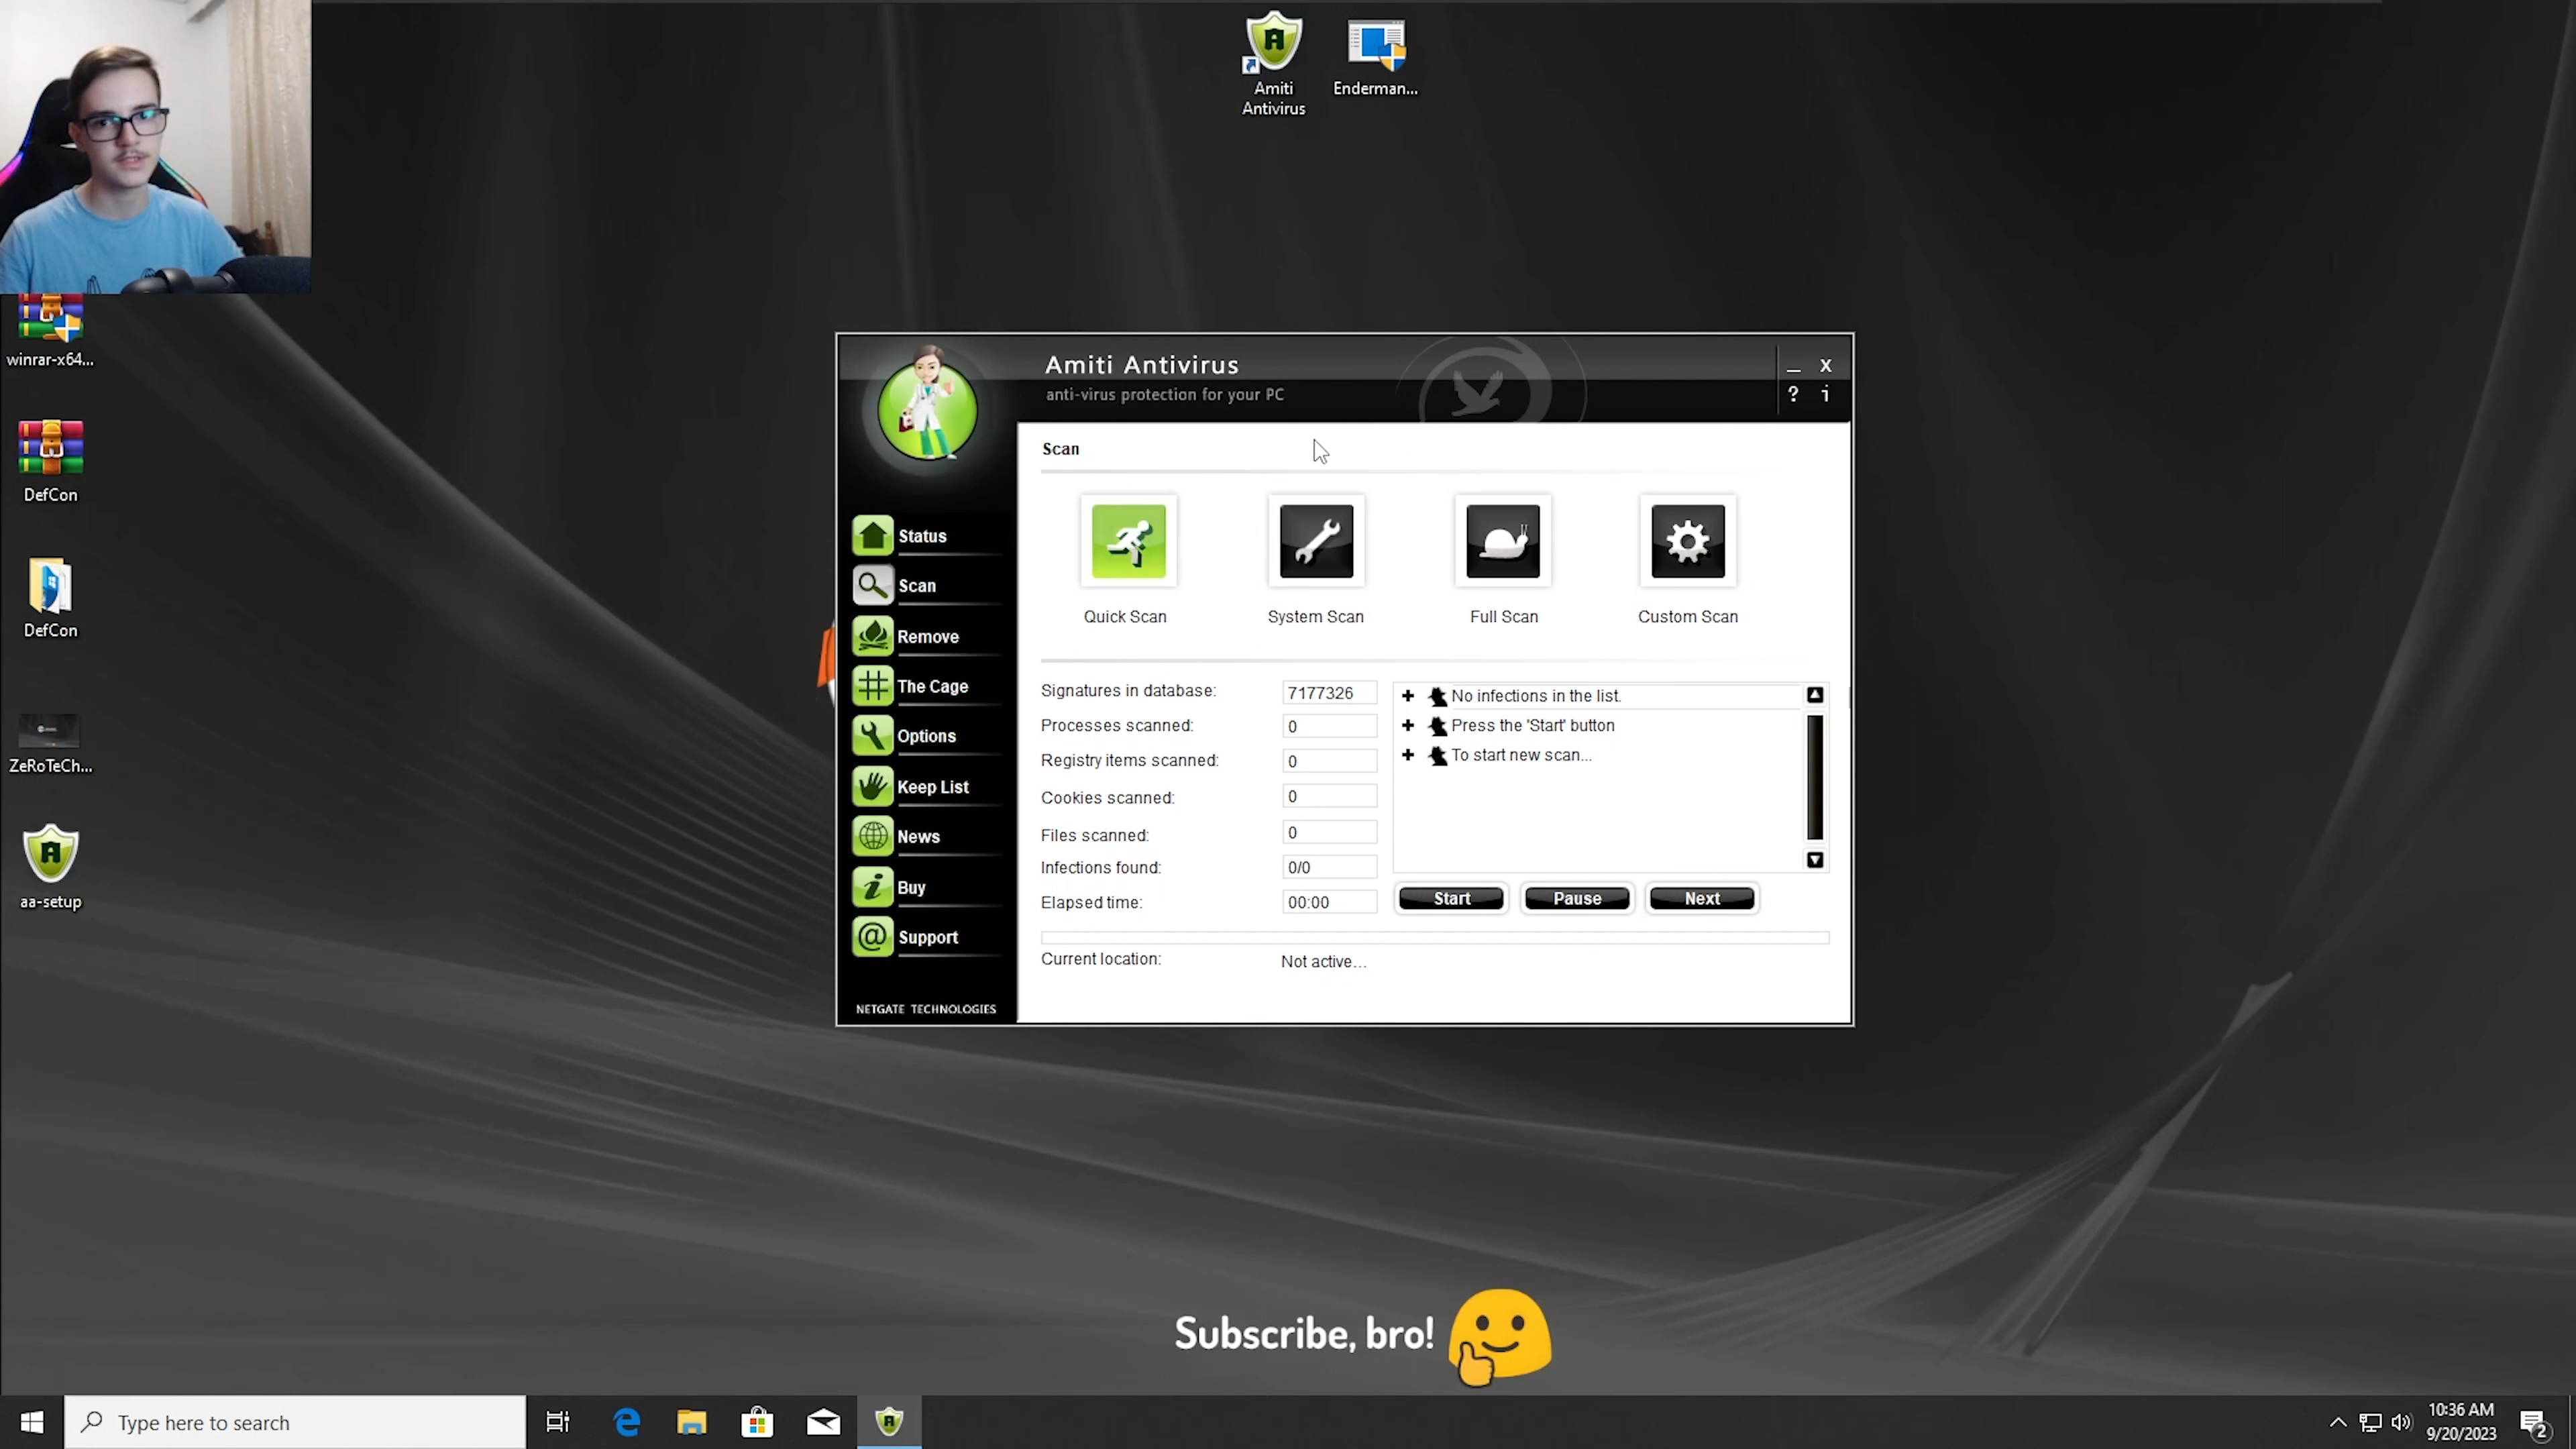 Amiti
Antivirus
Enderman...
winrar-x64...
DefCon
DefCon
ZeRoTeCh...
aa-setup
Amiti Antivirus
anti-virus protection for your PC
_ x
? i
Status
Scan
Remove
The Cage
Options
Keep List
News
Buy
Support
NETGATE TECHNOLOGIES
Scan
Quick Scan
System Scan
Full Scan
Custom Scan
Signatures in database: 7177326
Processes scanned: 0
Registry items scanned: 0
Cookies scanned: 0
Files scanned: 0
Infections found: 0/0
Elapsed time: 00:00
No infections in the list.
Press the 'Start' button
To start new scan...
Start
Pause
Next
Current location: Not active...
Subscribe, bro!
Type here to search
10:36 AM
9/20/2023
2